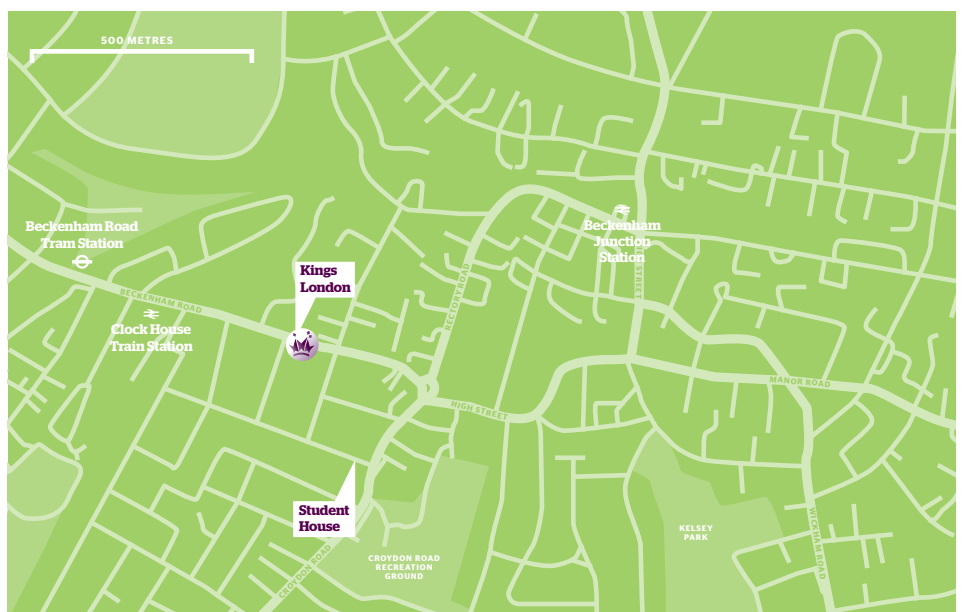 500 METRES
Beckenham Road
Tram Station
Beckenham
Junction
Station
Kings
London
BECKENHAM ROAD
RECTORY ROAD
STREET
Clock House
Train Station
MANOR ROAD
HIGH STREET
Student
House
WICKHAM ROAD
KELSEY
PARK
CROYDON ROAD
RECREATION
GROUND
CROYDON ROAD